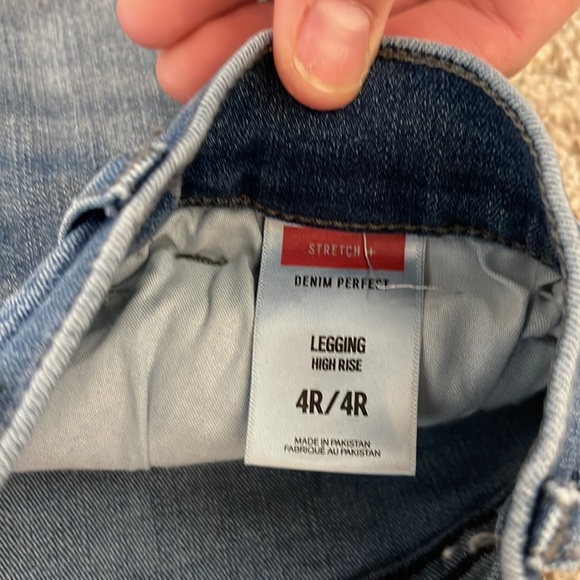 STRETCH +
DENIM PERFECT
LEGGING
HIGH RISE
4R/4R
MADE IN PAKISTAN
FABRIQUÉ AU PAKISTAN